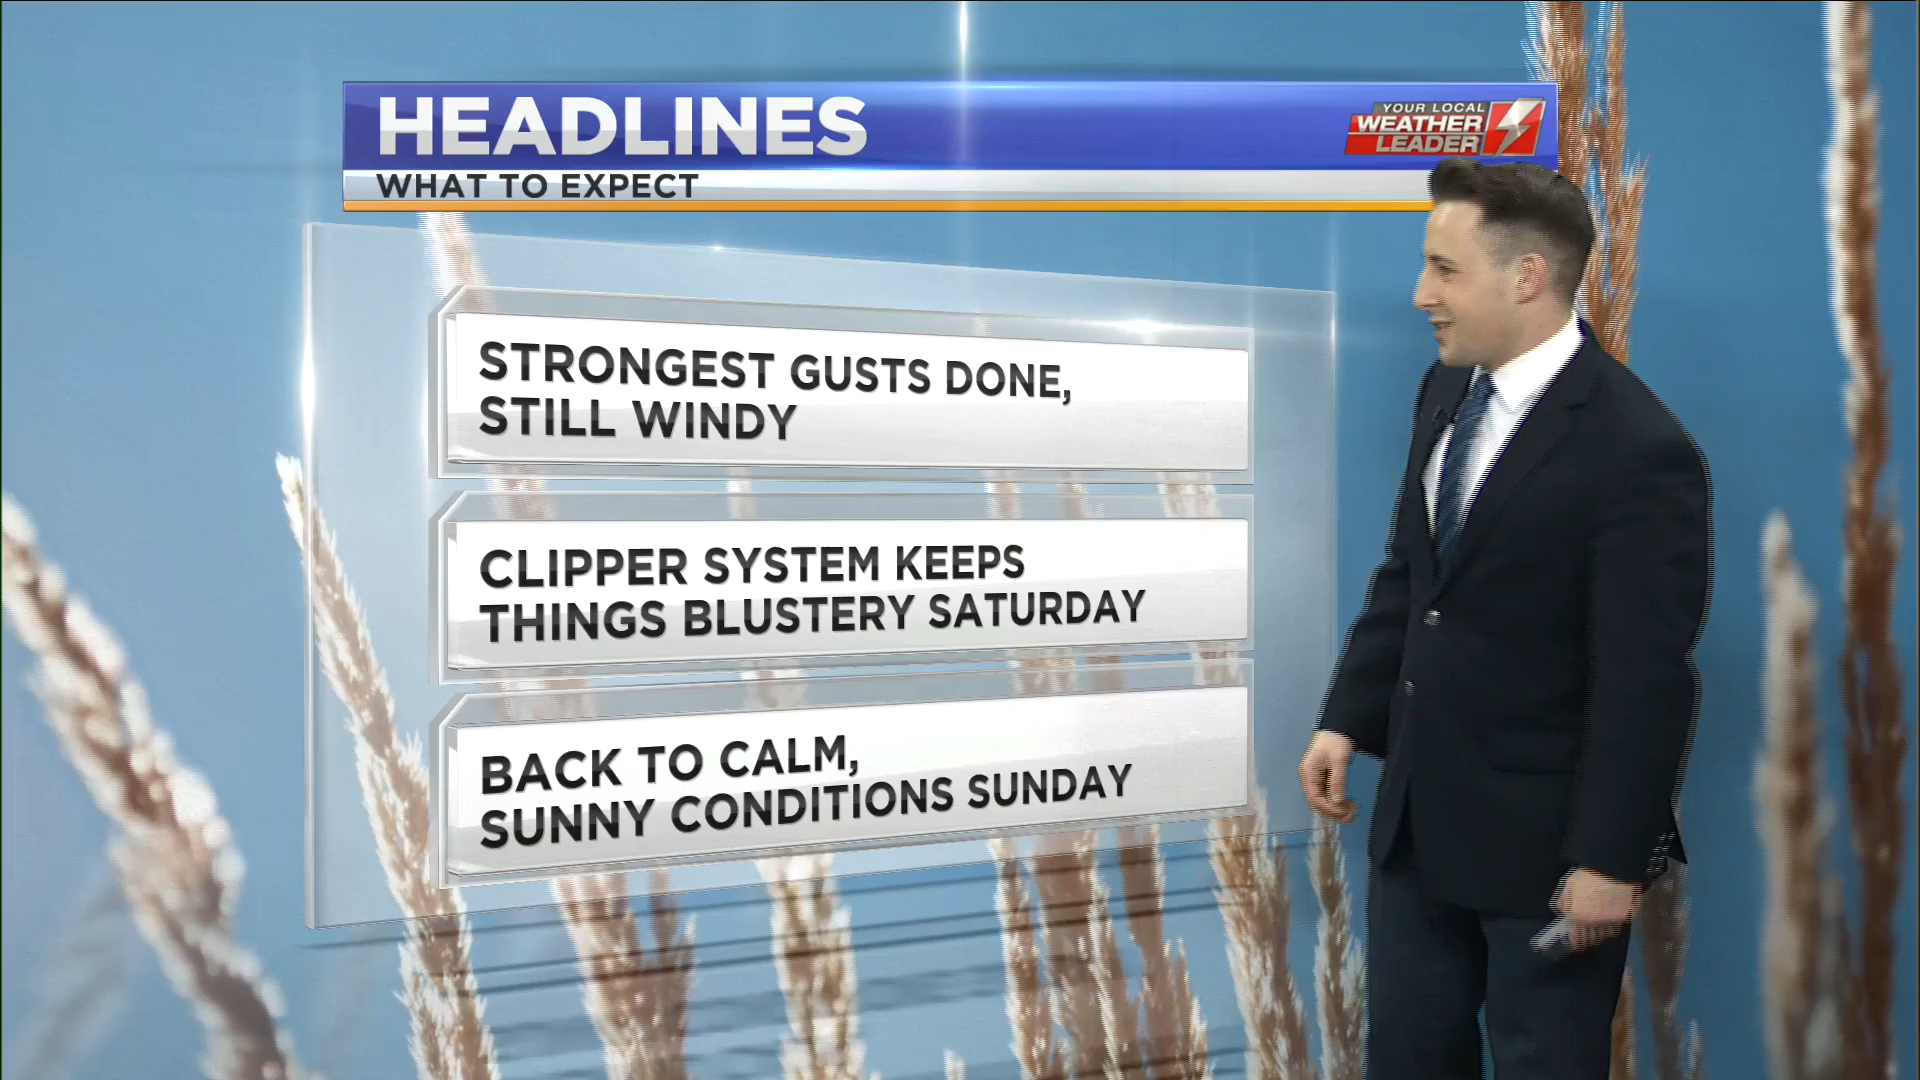 HEADLINES
WHAT TO EXPECT
YOUR LOCAL
WEATHER
LEADER
STRONGEST GUSTS DONE,
STILL WINDY
CLIPPER SYSTEM KEEPS
THINGS BLUSTERY SATURDAY
BACK TO CALM,
SUNNY CONDITIONS SUNDAY